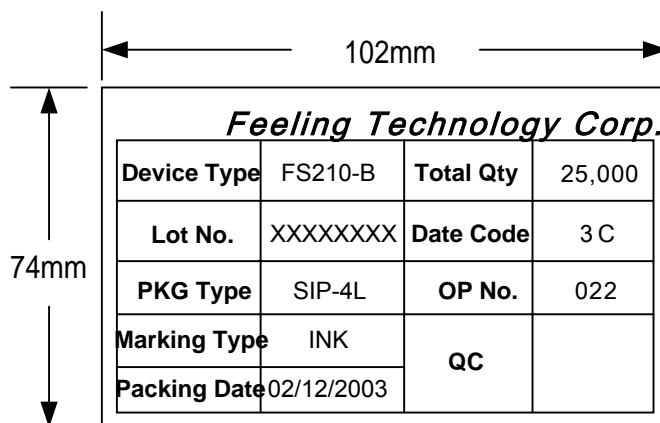 102mm
Feeling Technology Corp.
Device Type FS210-B Total Qty 25,000
Lot No. XXXXXXXX Date Code 3 C
74mm
PKG Type SIP-4L OP No. 022
Marking Type INK
QC
Packing Date 02/12/2003